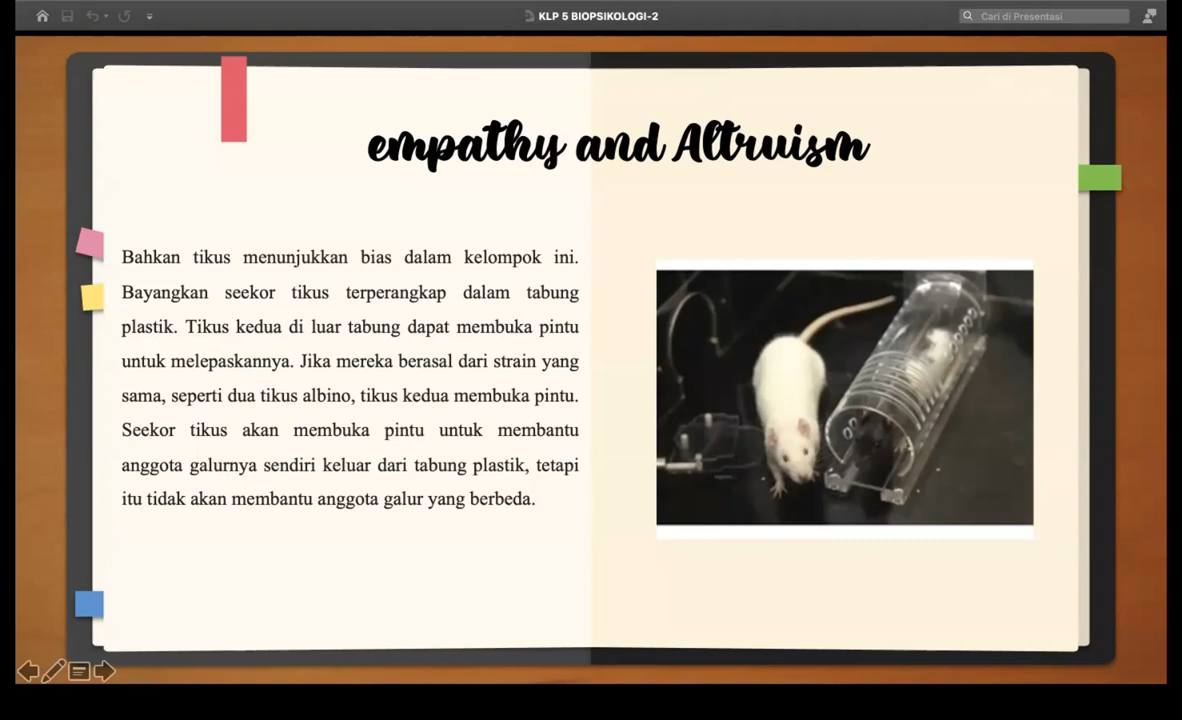 KLP 5 BIOPSIKOLOGI-2
Cari di Presentasi
empathy and Altruism
Bahkan tikus menunjukkan bias dalam kelompok ini.
Bayangkan seekor tikus terperangkap dalam tabung
plastik. Tikus kedua di luar tabung dapat membuka pintu
untuk melepaskannya. Jika mereka berasal dari strain yang
sama, seperti dua tikus albino, tikus kedua membuka pintu.
Seekor tikus akan membuka pintu untuk membantu
anggota galurnya sendiri keluar dari tabung plastik, tetapi
itu tidak akan membantu anggota galur yang berbeda.